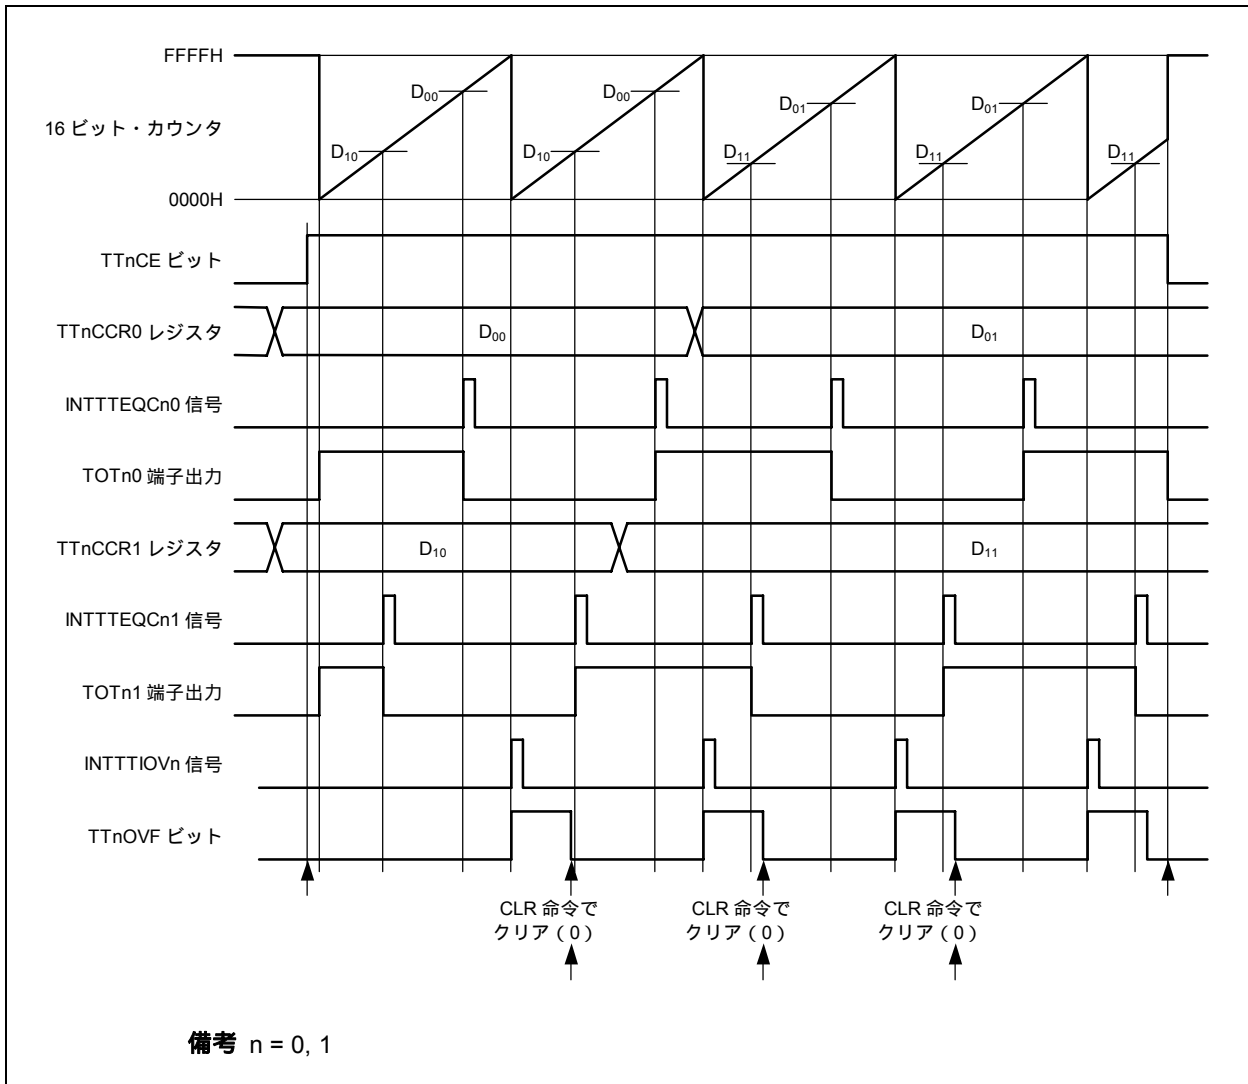 FFFFH
D00 D00 D01 D01
16 ビット・カウンタ
D10 D10 D11 D11 D11
0000H
TTnCE ビット
TTnCCR0 レジスタ D00 D01
INTTTEQCn0 信号
TOTn0 端子出力
TTnCCR1 レジスタ D10 D11
INTTTEQCn1 信号
TOTn1 端子出力
INTTTIOVn 信号
TTnOVF ビット
CLR 命令で
クリア（0）
CLR 命令で
クリア（0）
CLR 命令で
クリア（0）
備考 n = 0, 1